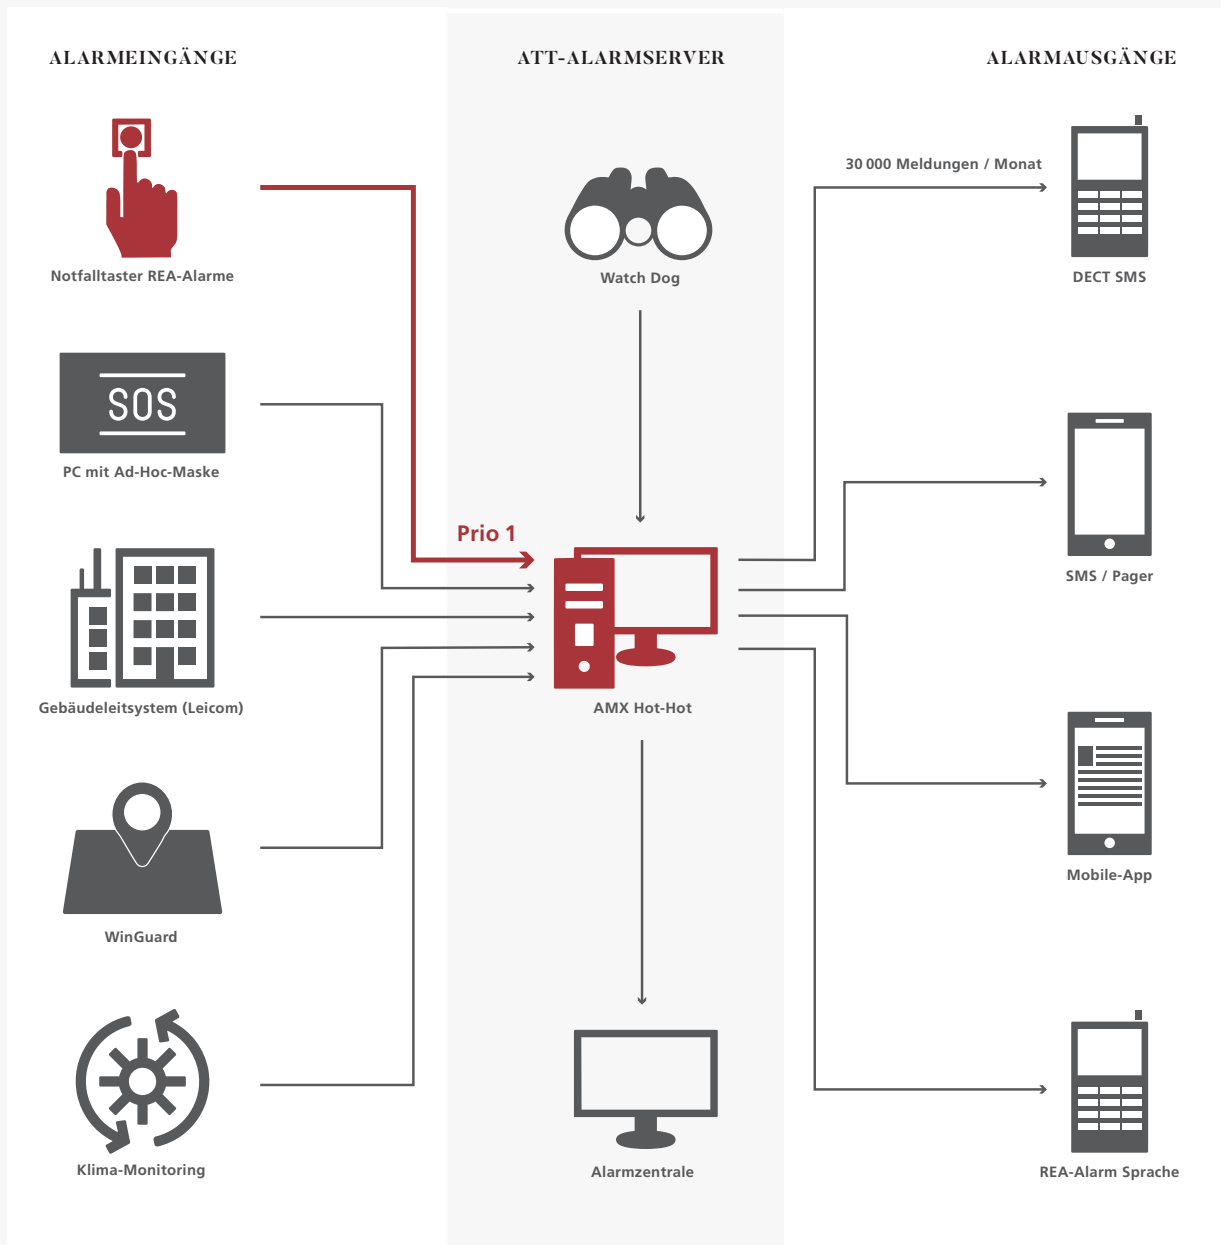 ALARMEINGÄNGE
ATT-ALARMSERVER
ALARMAUSGÄNGE
30 000 Meldungen / Monat
Notfalltaster REA-Alarme
Watch Dog
DECT SMS
SOS
PC mit Ad-Hoc-Maske
Prio 1
SMS / Pager
Gebäudeleitsystem (Leicom)
AMX Hot-Hot
Mobile-App
WinGuard
Klima-Monitoring
Alarmzentrale
REA-Alarm Sprache